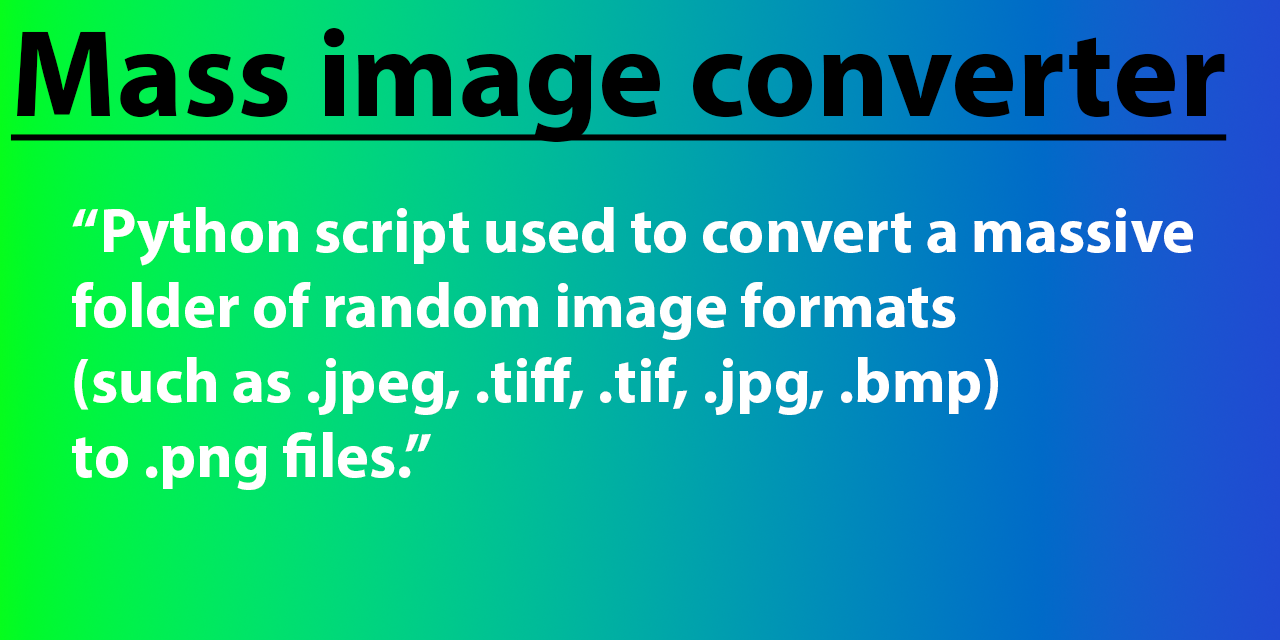 Mass image converter
“Python script used to convert a massive
folder of random image formats
(such as .jpeg, .tiff, .tif, .jpg, .bmp)
to .png files.”